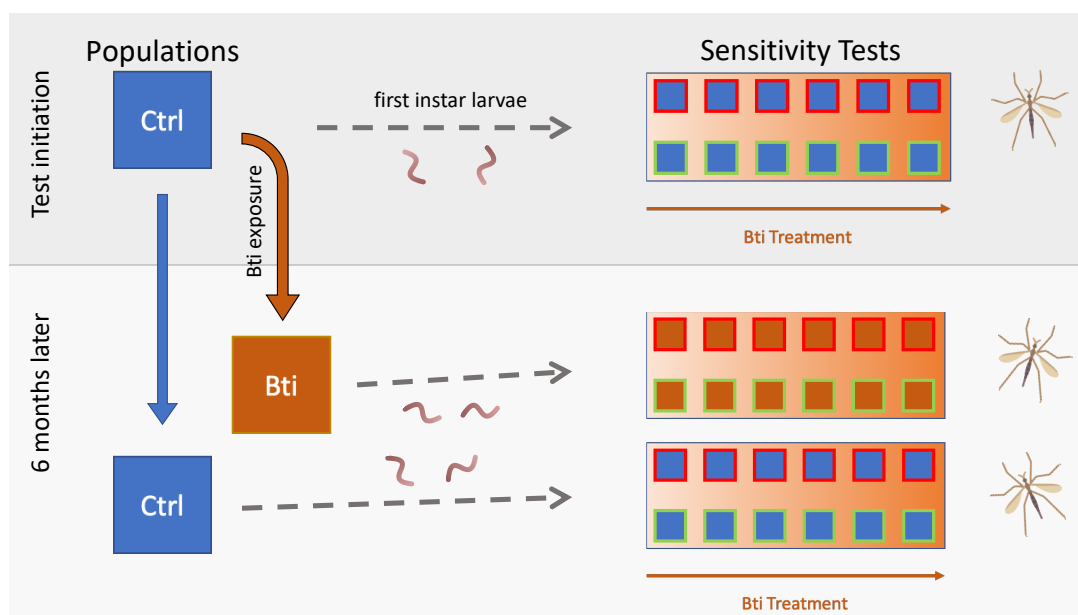 Populations
Sensitivity Tests
Test initiation
Ctrl
first instar larvae
Bti exposure
Bti Treatment
6 months later
Bti
Ctrl
Bti Treatment